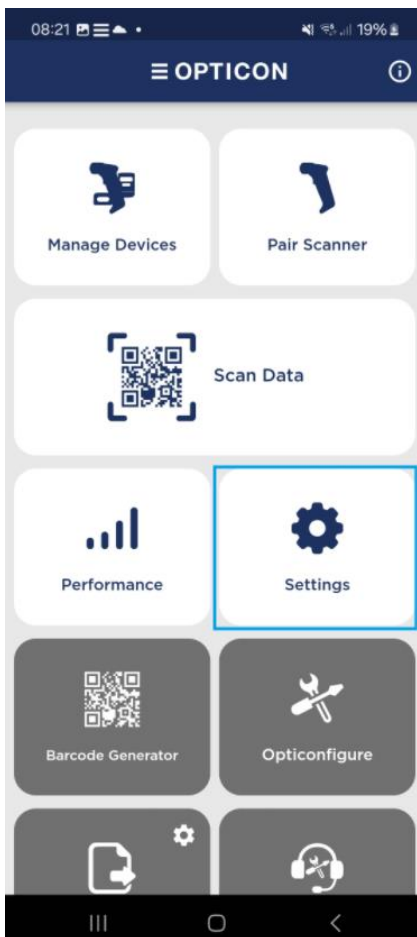 08:21
19%
OPTICON
Manage Devices
Pair Scanner
Scan Data
Performance
Settings
Barcode Generator
Opticonfigure